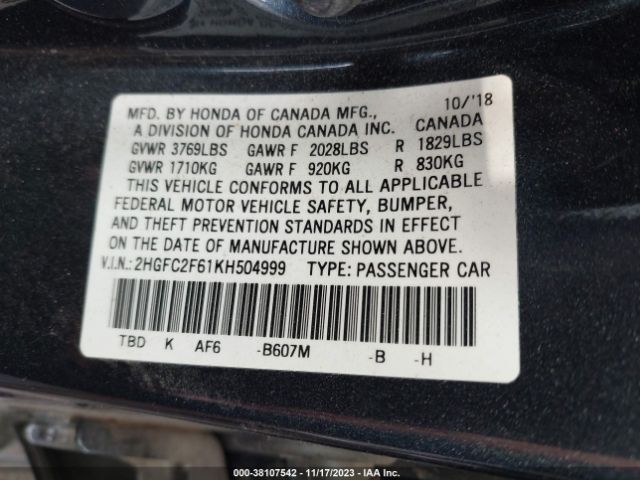 MFD. BY HONDA OF CANADA MFG., 10/'18
A DIVISION OF HONDA CANADA INC. CANADA
GVWR 3769LBS GAWR F 2028LBS R 1829LBS
GVWR 1710KG GAWR F 920KG R 830KG
THIS VEHICLE CONFORMS TO ALL APPLICABLE
FEDERAL MOTOR VEHICLE SAFETY, BUMPER,
AND THEFT PREVENTION STANDARDS IN EFFECT
ON THE DATE OF MANUFACTURE SHOWN ABOVE.
V.I.N.: 2HGFC2F61KH504999 TYPE: PASSENGER CAR
TBD K AF6 -B607M -B -H
000-38107542 - 11/17/2023 - IAA Inc.